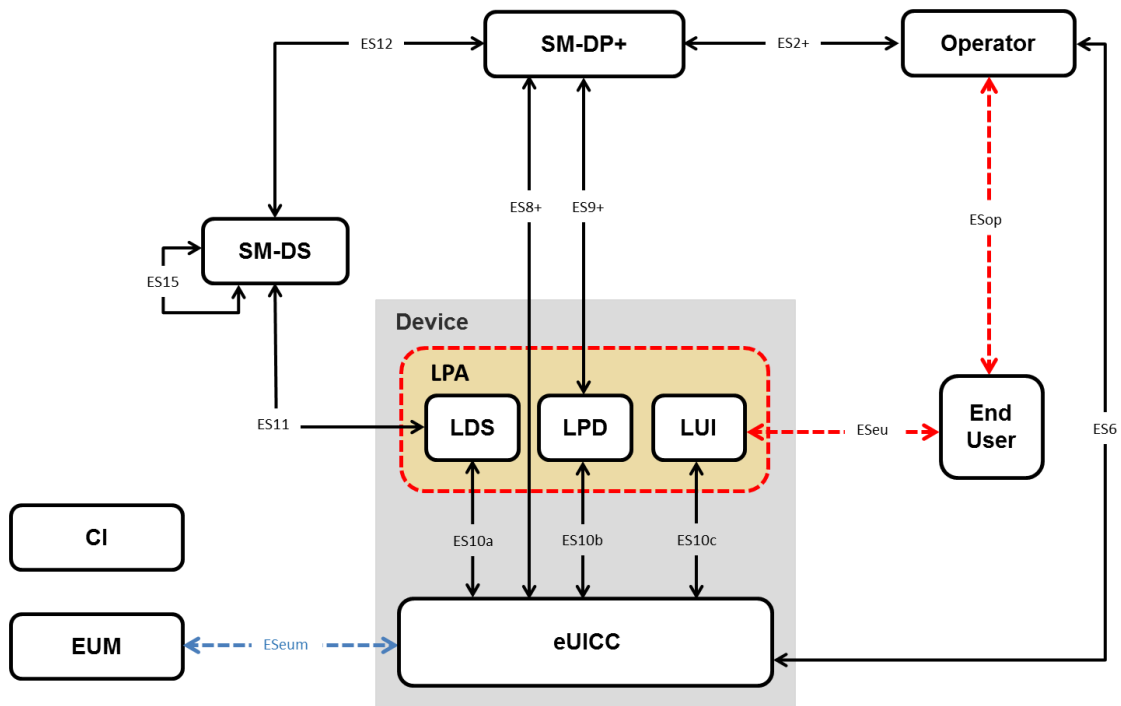 ES12
SM-DP+
ES2+
Operator
ES8+
ES9+
ESop
SM-DS
ES15
Device
LPA
ES11
LDS
LPD
LUI
ESeu
End
User
ES6
CI
ES10a
ES10b
ES10c
EUM
ESeum
eUICC